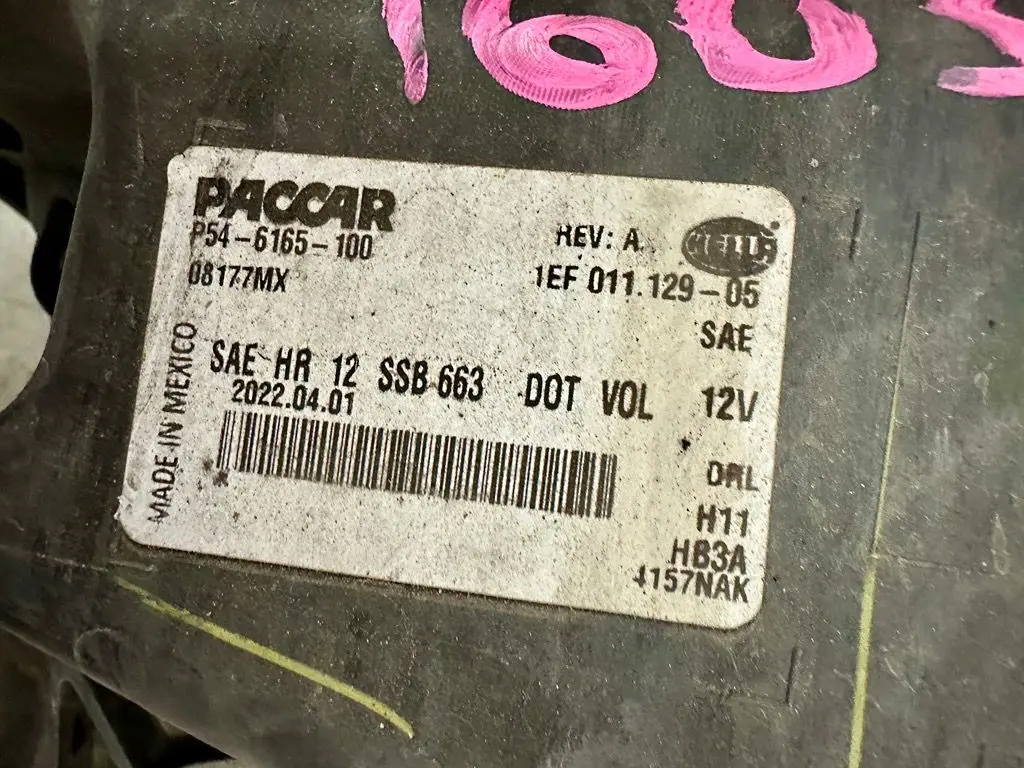 1605
PACCAR
P54-6165-100
REV: A
HELLA
08177MX
1EF 011.129-05
SAE
SAE HR 12 SSB 663 DOT VOL 12V
2022.04.01
MADE IN MEXICO
DRL
H11
HB3A
4157NAK